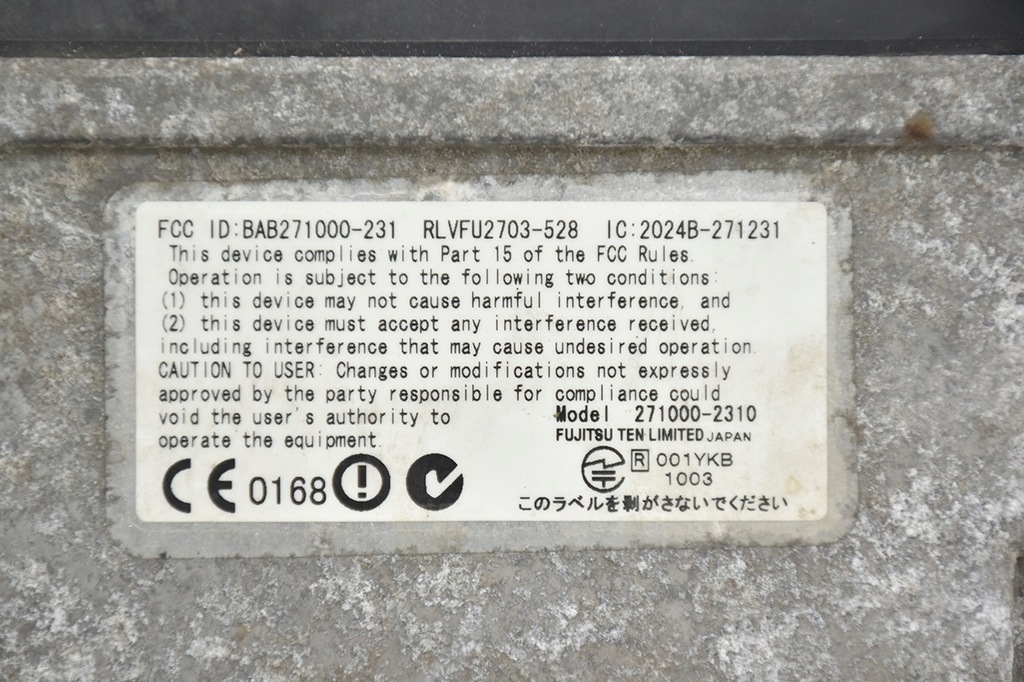 FCC ID:BAB271000-231 RLVFU2703-528 IC:2024B-271231
This device complies with Part 15 of the FCC Rules.
Operation is subject to the following two conditions:
(1) this device may not cause harmful interference, and
(2) this device must accept any interference received,
including interference that may cause undesired operation.
CAUTION TO USER: Changes or modifications not expressly
approved by the party responsible for compliance could
void the user's authority to
operate the equipment.
Model 271000-2310
FUJITSU TEN LIMITED JAPAN
R 001YKB
1003
CE 0168
このラベルを剥がさないでください